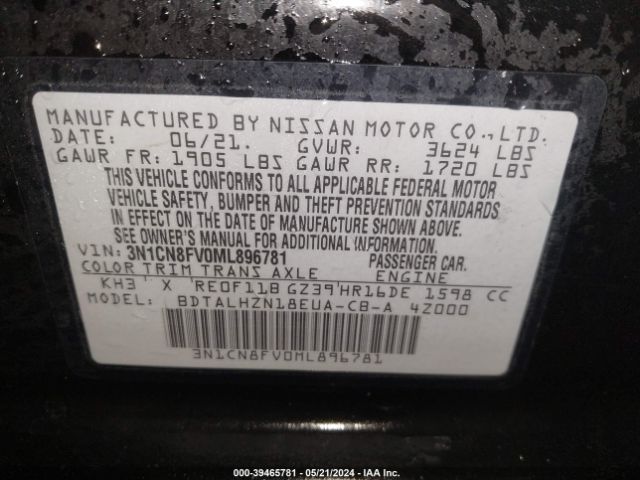 MANUFACTURED BY NISSAN MOTOR CO.,LTD.
DATE: 06/21. GVWR: 3624 LBS
GAWR FR: 1905 LBS GAWR RR: 1720 LBS
THIS VEHICLE CONFORMS TO ALL APPLICABLE FEDERAL MOTOR
VEHICLE SAFETY, BUMPER AND THEFT PREVENTION STANDARDS
IN EFFECT ON THE DATE OF MANUFACTURE SHOWN ABOVE.
SEE OWNER'S MANUAL FOR ADDITIONAL INFORMATION.
VIN: 3N1CN8FV0ML896781 PASSENGER CAR.
COLOR TRIM TRANS AXLE ENGINE
KH3 X RE0F11B GZ39 HR16DE 1598 CC
MODEL: BDTALHZN18EUA-CB-A 4Z000
3N1CN8FV0ML896781
000-39465781 - 05/21/2024 - IAA Inc.